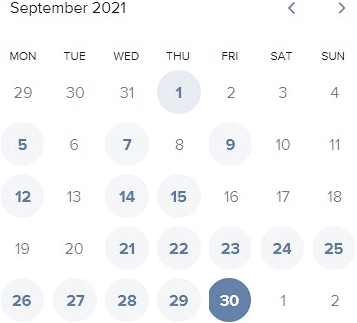 September 2021
MON TUE WED THU FRI SAT SUN
29 30 31 1 2 3 4
5 6 7 8 9 10 11
12 13 14 15 16 17 18
19 20 21 22 23 24 25
26 27 28 29 30 1 2